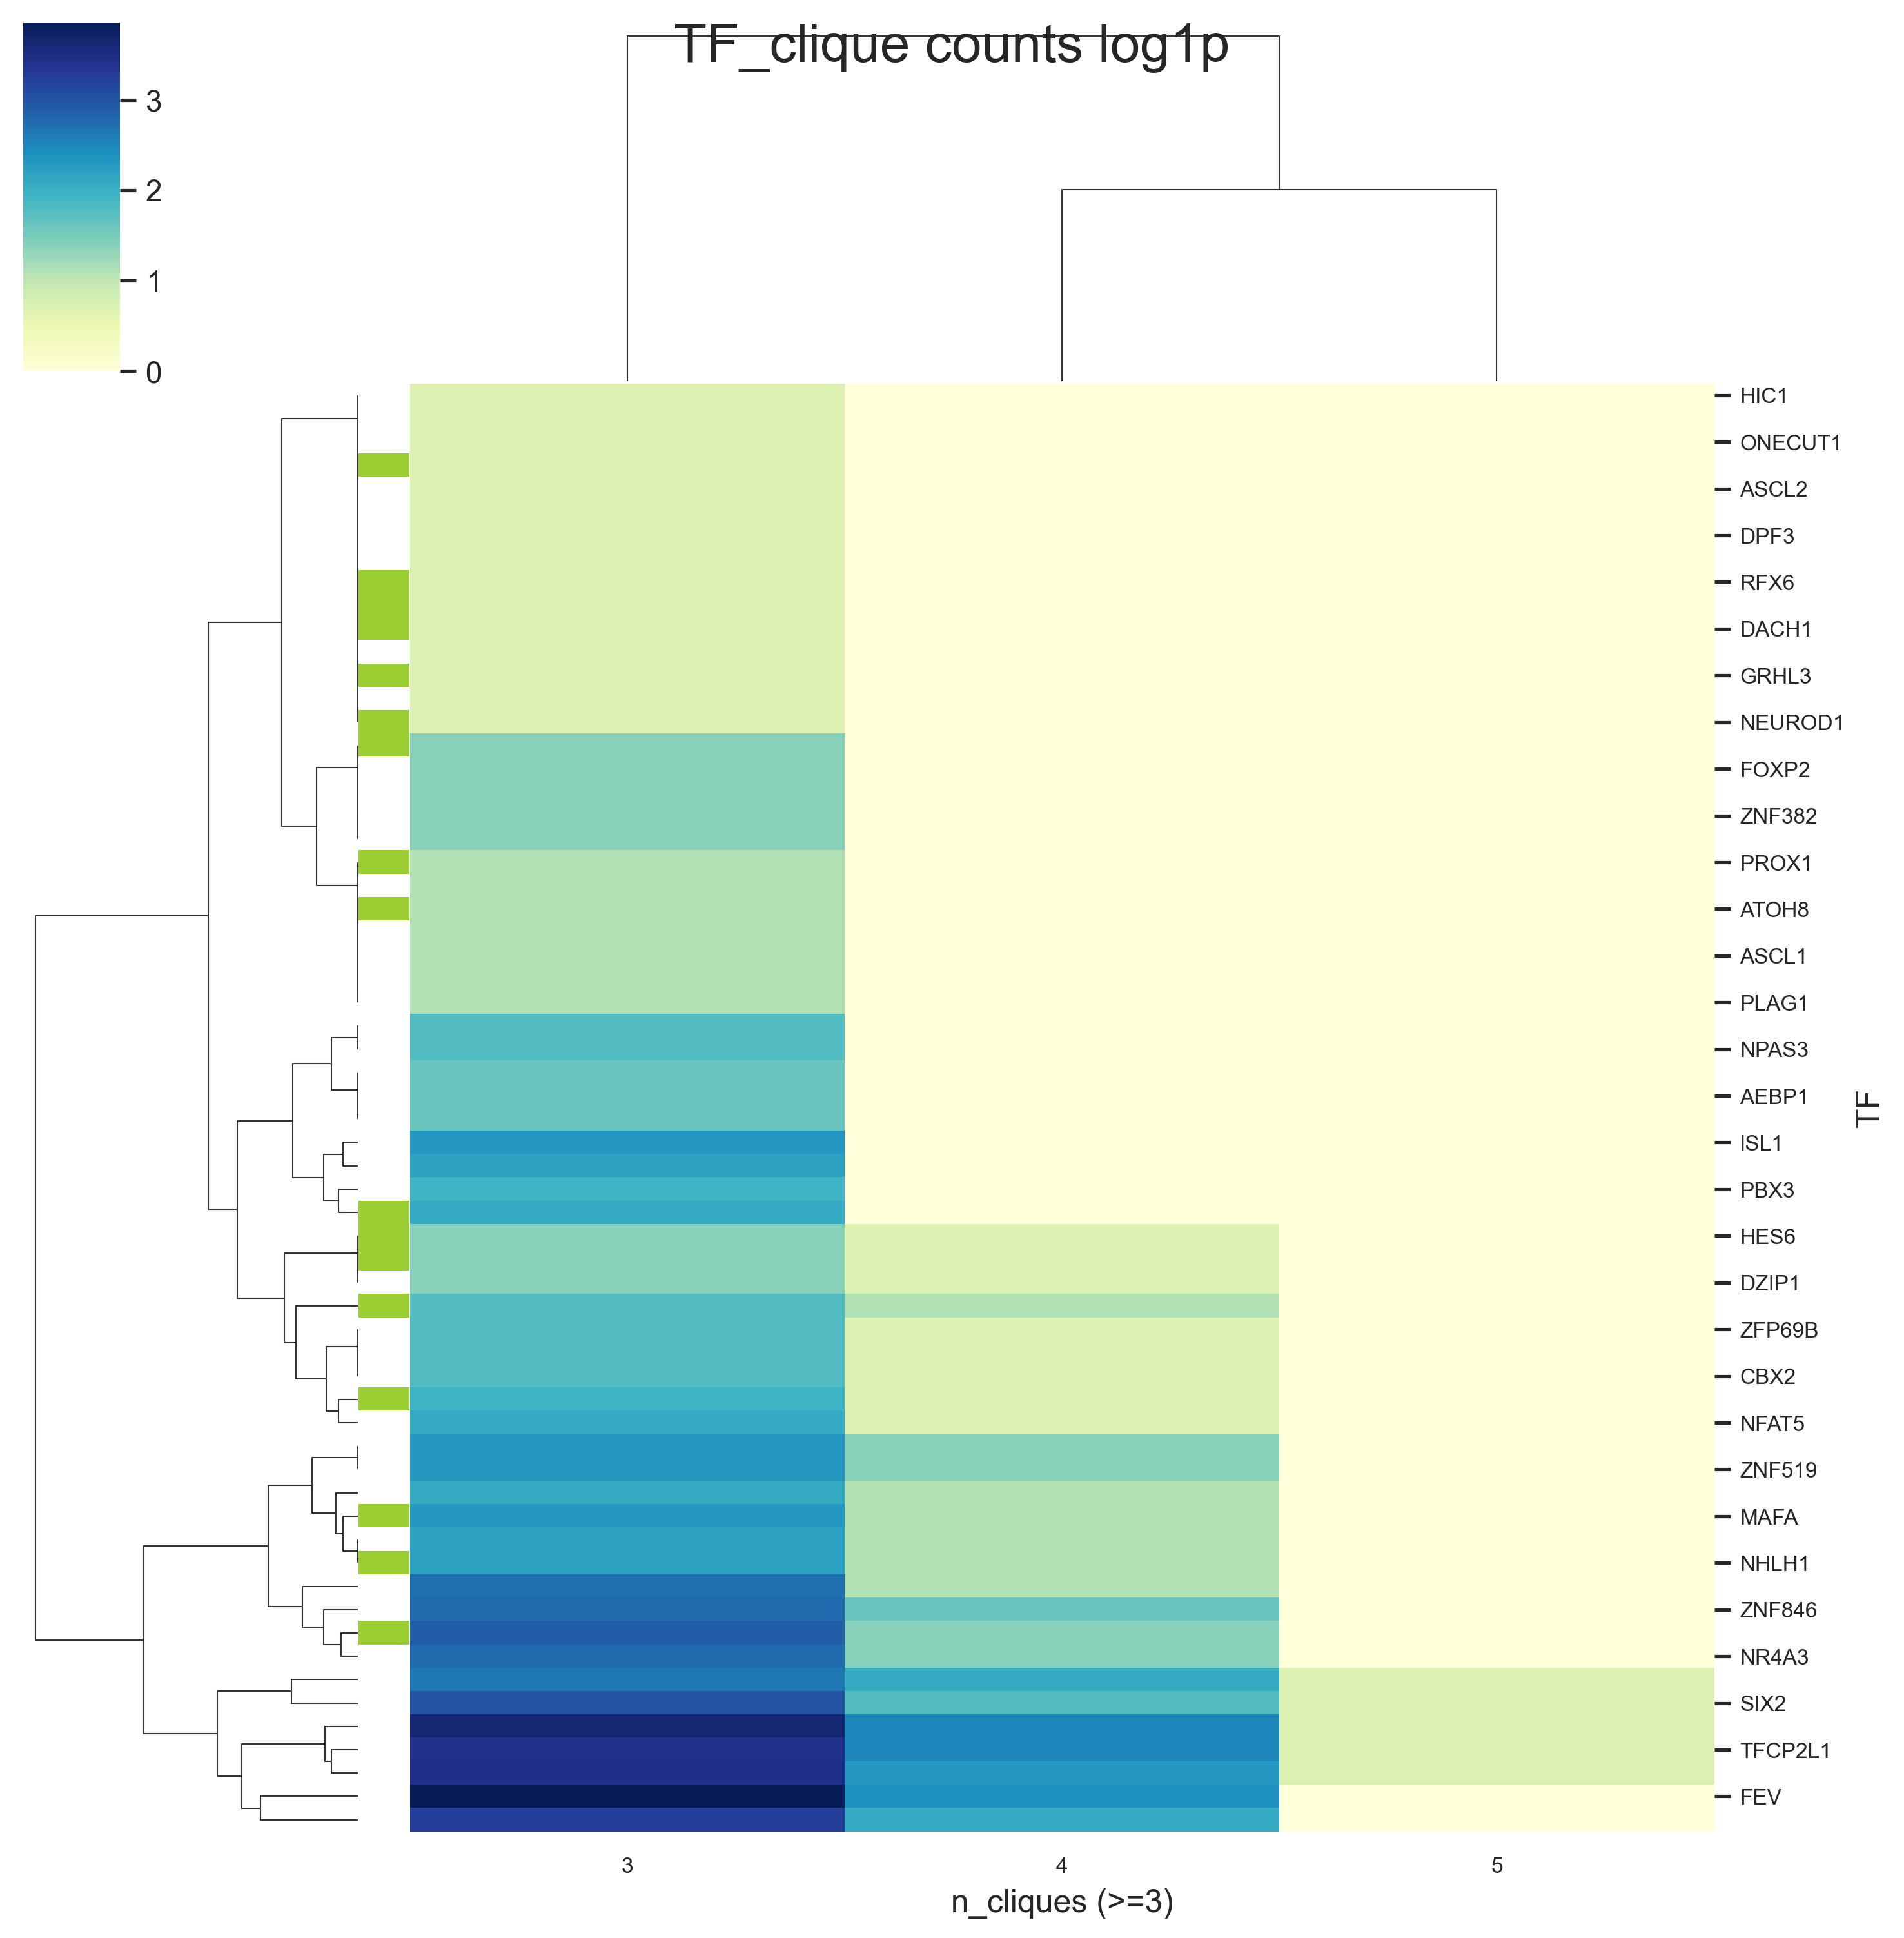 TF_clique counts log1p
3
2
1
0
HIC1
ONECUT1
ASCL2
DPF3
RFX6
DACH1
GRHL3
NEUROD1
FOXP2
ZNF382
PROX1
ATOH8
ASCL1
PLAG1
NPAS3
AEBP1
ISL1
PBX3
HES6
DZIP1
ZFP69B
CBX2
NFAT5
ZNF519
MAFA
NHLH1
ZNF846
NR4A3
SIX2
TFCP2L1
FEV
TF
3 4 5
n_cliques (>=3)